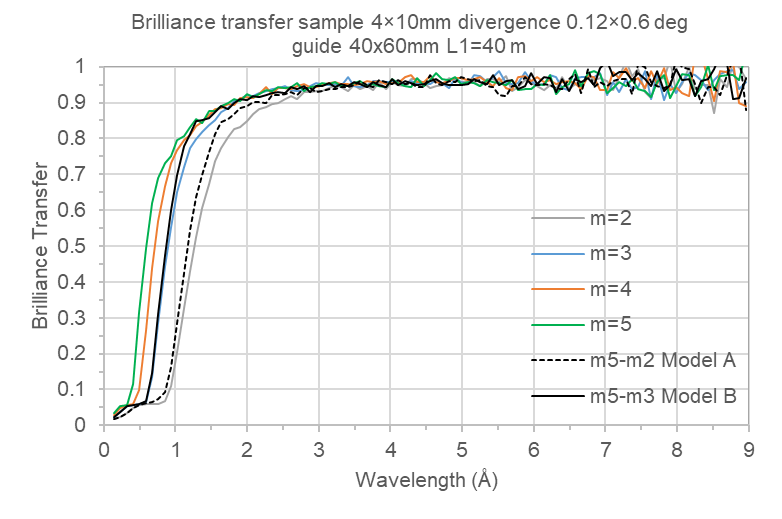 Brilliance transfer sample 4×10mm divergence 0.12×0.6 deg
guide 40x60mm L1=40 m
1
0.9
0.8
0.7
0.6
0.5
0.4
0.3
0.2
0.1
0
Brilliance Transfer
m=2
m=3
m=4
m=5
m5-m2 Model A
m5-m3 Model B
0 1 2 3 4 5 6 7 8 9
Wavelength (Å)